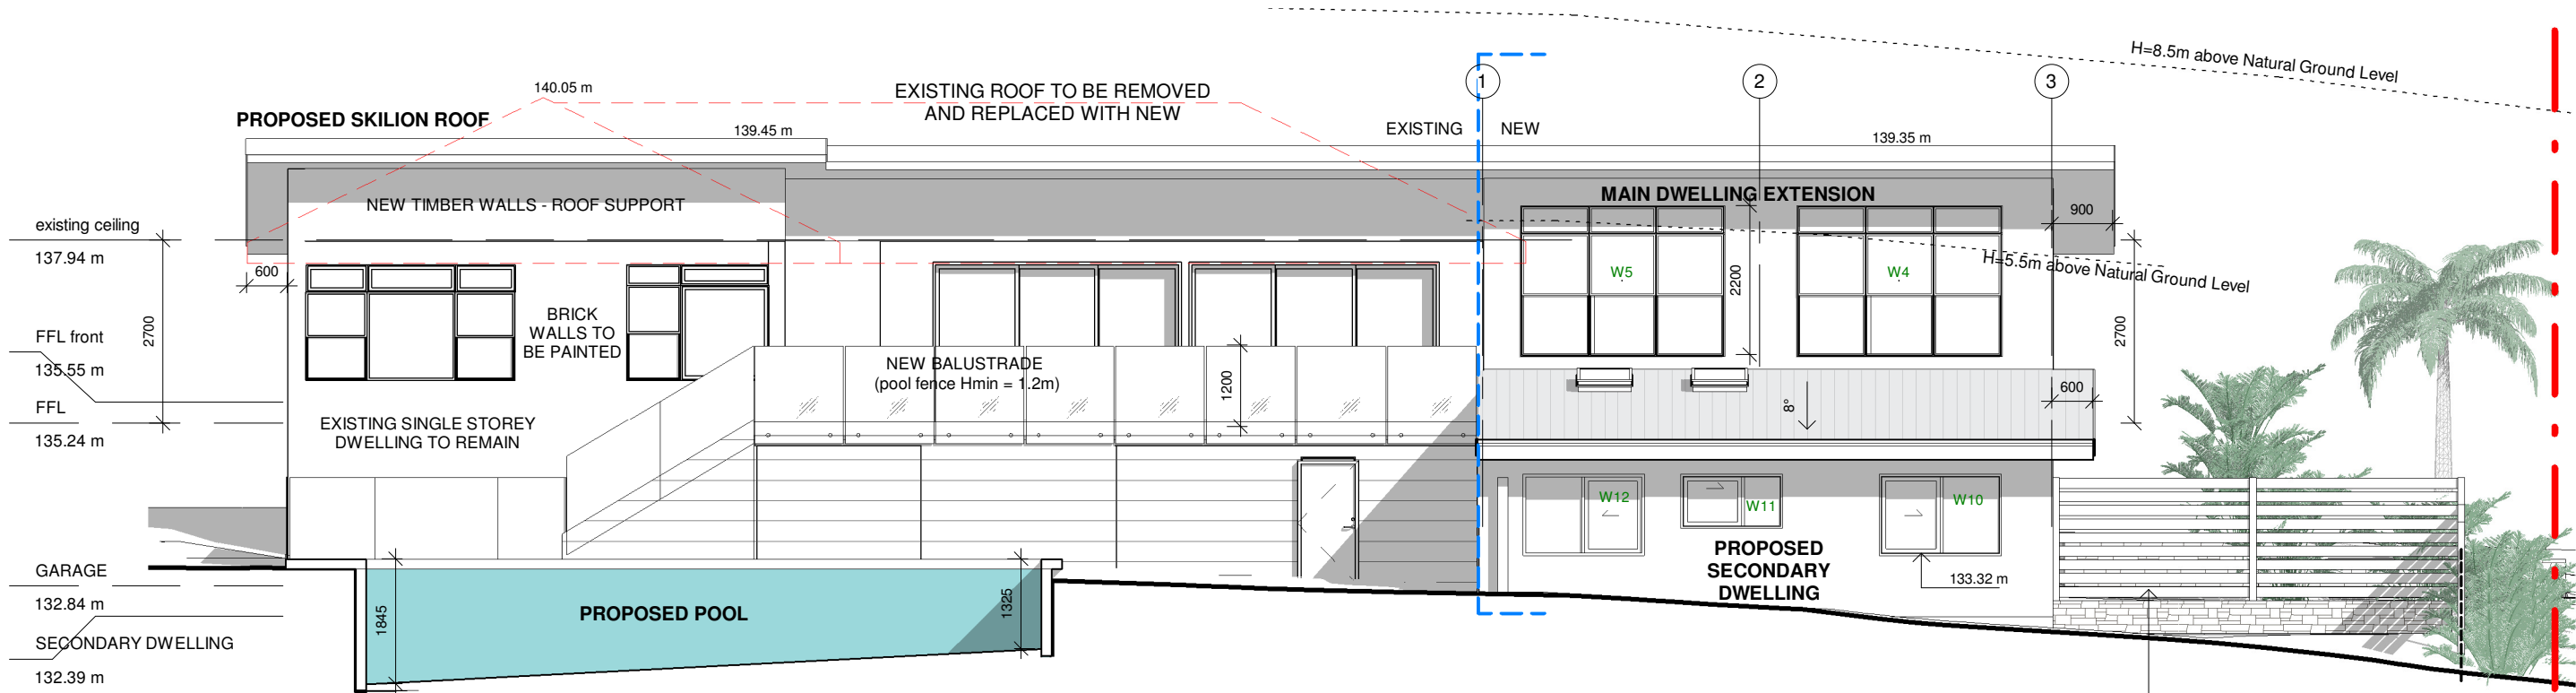 H=8.5m above Natural Ground Level
1
2
3
140.05 m
EXISTING ROOF TO BE REMOVED
AND REPLACED WITH NEW
PROPOSED SKILION ROOF
139.45 m
EXISTING
NEW
139.35 m
NEW TIMBER WALLS - ROOF SUPPORT
MAIN DWELLING EXTENSION
900
existing ceiling
137.94 m
600
W5
2200
W4
H=5.5m above Natural Ground Level
BRICK
WALLS TO
BE PAINTED
FFL front
135.55 m
2700
2700
NEW BALUSTRADE
(pool fence Hmin = 1.2m)
1200
600
8°
FFL
135.24 m
EXISTING SINGLE STOREY
DWELLING TO REMAIN
W12
W11
W10
PROPOSED
SECONDARY
DWELLING
133.32 m
GARAGE
132.84 m
1845
PROPOSED POOL
1325
SECONDARY DWELLING
132.39 m